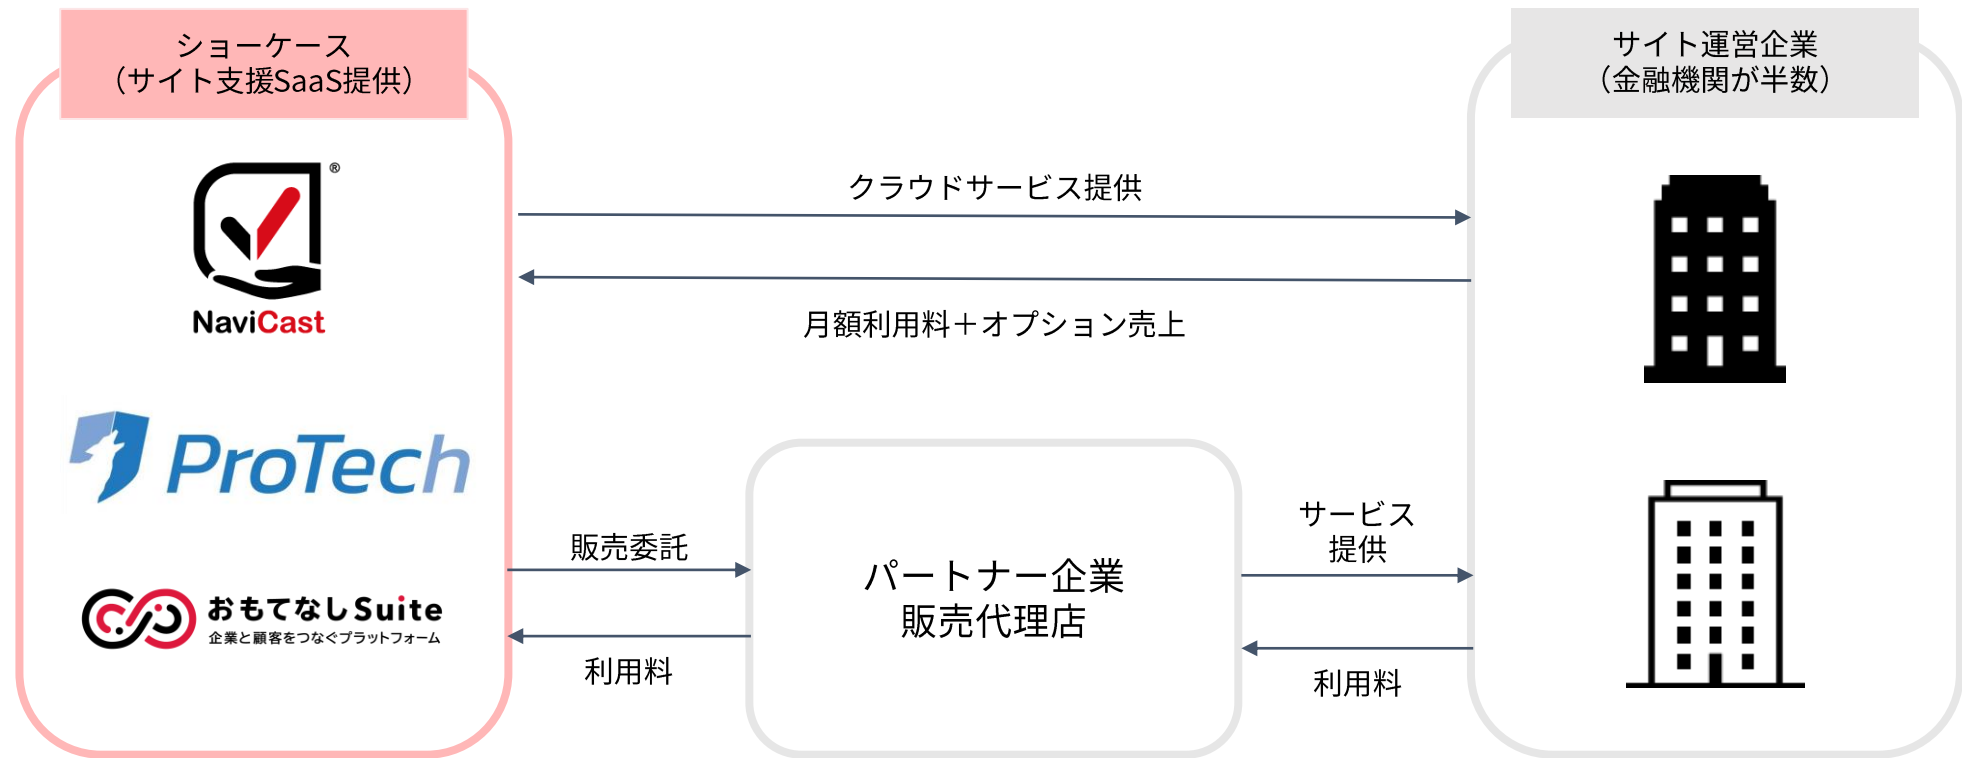 ショーケース
（サイト支援SaaS提供）
サイト運営企業
（金融機関が半数）
®
NaviCast
クラウドサービス提供
月額利用料＋オプション売上
ProTech
販売委託
利用料
おもてなしSuite
企業と顧客をつなぐプラットフォーム
パートナー企業
販売代理店
サービス
提供
利用料